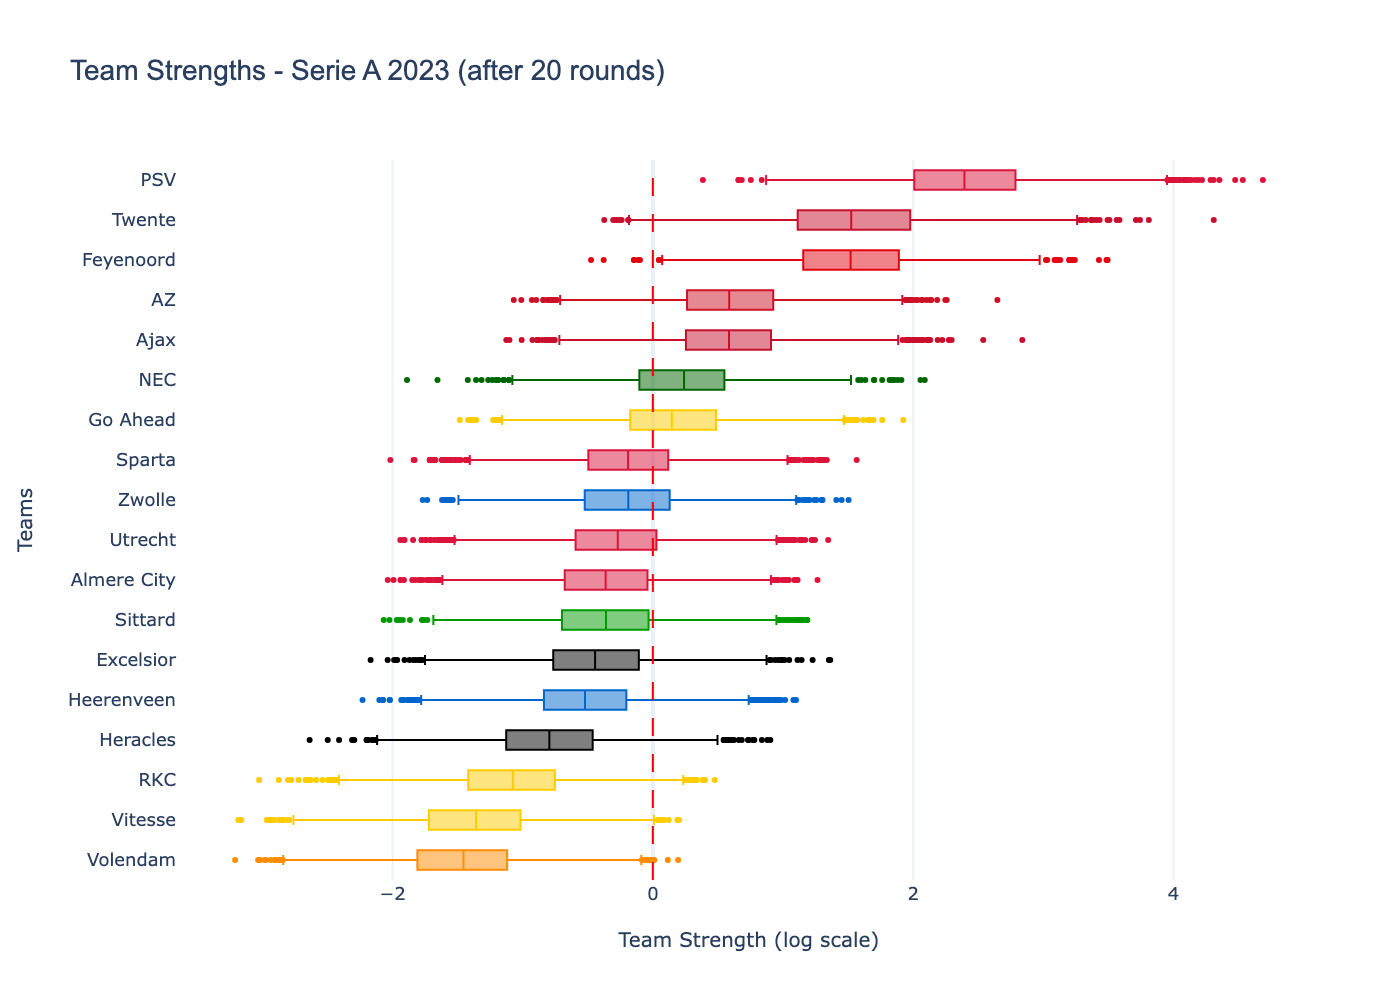 Team Strengths - Serie A 2023 (after 20 rounds)
PSV
Twente
Feyenoord
AZ
Ajax
NEC
Go Ahead
Sparta
Zwolle
Utrecht
Almere City
Sittard
Excelsior
Heerenveen
Heracles
RKC
Vitesse
Volendam
Teams
−2 0 2 4
Team Strength (log scale)